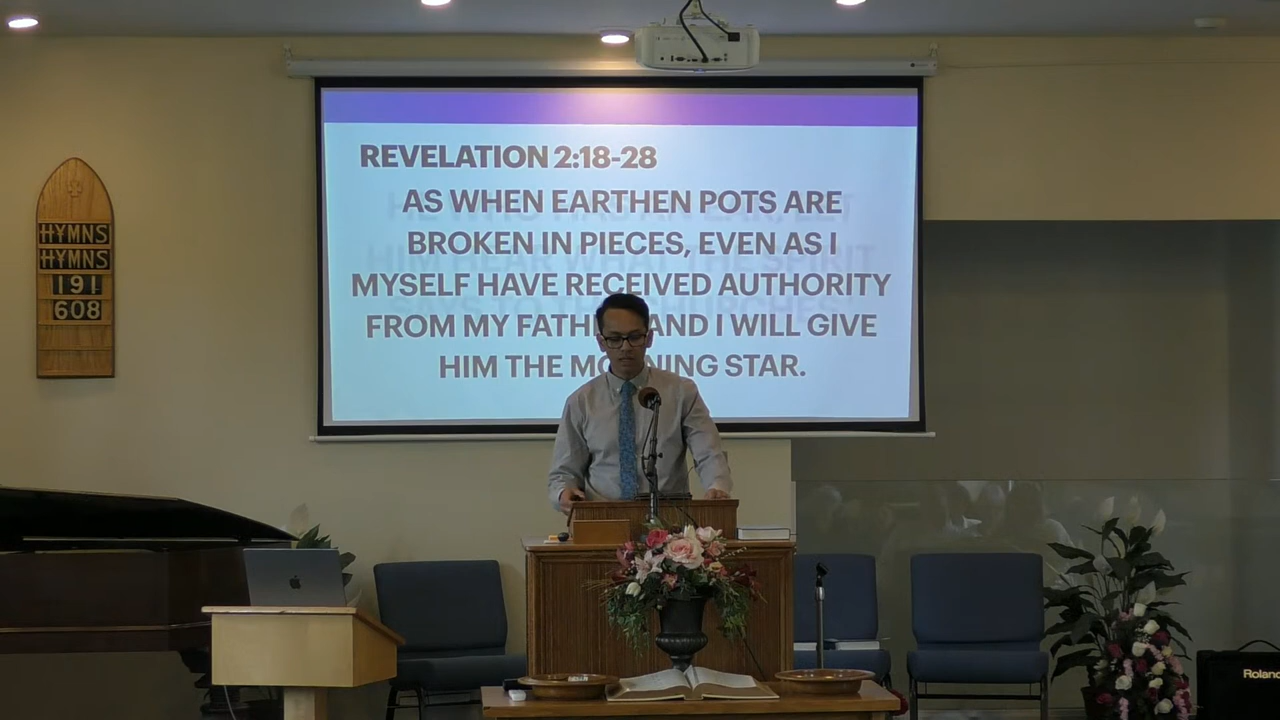 REVELATION 2:18-28
AS WHEN EARTHEN POTS ARE
BROKEN IN PIECES, EVEN AS I
MYSELF HAVE RECEIVED AUTHORITY
FROM MY FATHER AND I WILL GIVE
HIM THE MORNING STAR.
HYMNS
HYMNS
191
608
Roland